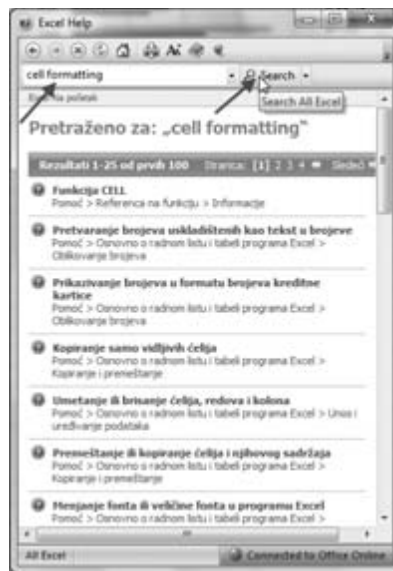 Excel Help
cell formatting
Search
Search All Excel
na početak
Pretraženo za: „cell formatting“
Rezultati 1-25 od prvih 100 Stranica: [1] 2 3 4 Sledeć
Funkcija CELL
Pomoć > Referenca na funkciju > Informacije
Pretvaranje brojeva uskladištenih kao tekst u brojeve
Pomoć > Osnovno o radnom listu i tabeli programa Excel >
Oblikovanje brojeva
Prikazivanje brojeva u formatu brojeva kreditne
kartice
Pomoć > Osnovno o radnom listu i tabeli programa Excel >
Oblikovanje brojeva
Kopiranje samo vidljivih ćelija
Pomoć > Osnovno o radnom listu i tabeli programa Excel >
Kopiranje i premeštanje
Umetanje ili brisanje ćelija, redova i kolona
Pomoć > Osnovno o radnom listu i tabeli programa Excel > Unos i
uređivanje podataka
Premeštanje ili kopiranje ćelija i njihovog sadržaja
Pomoć > Osnovno o radnom listu i tabeli programa Excel >
Kopiranje i premeštanje
Menjanje fonta ili veličine fonta u programu Excel
Pomoć > Osnovno o radnom listu i tabeli programa Excel >
All Excel
Connected to Office Online